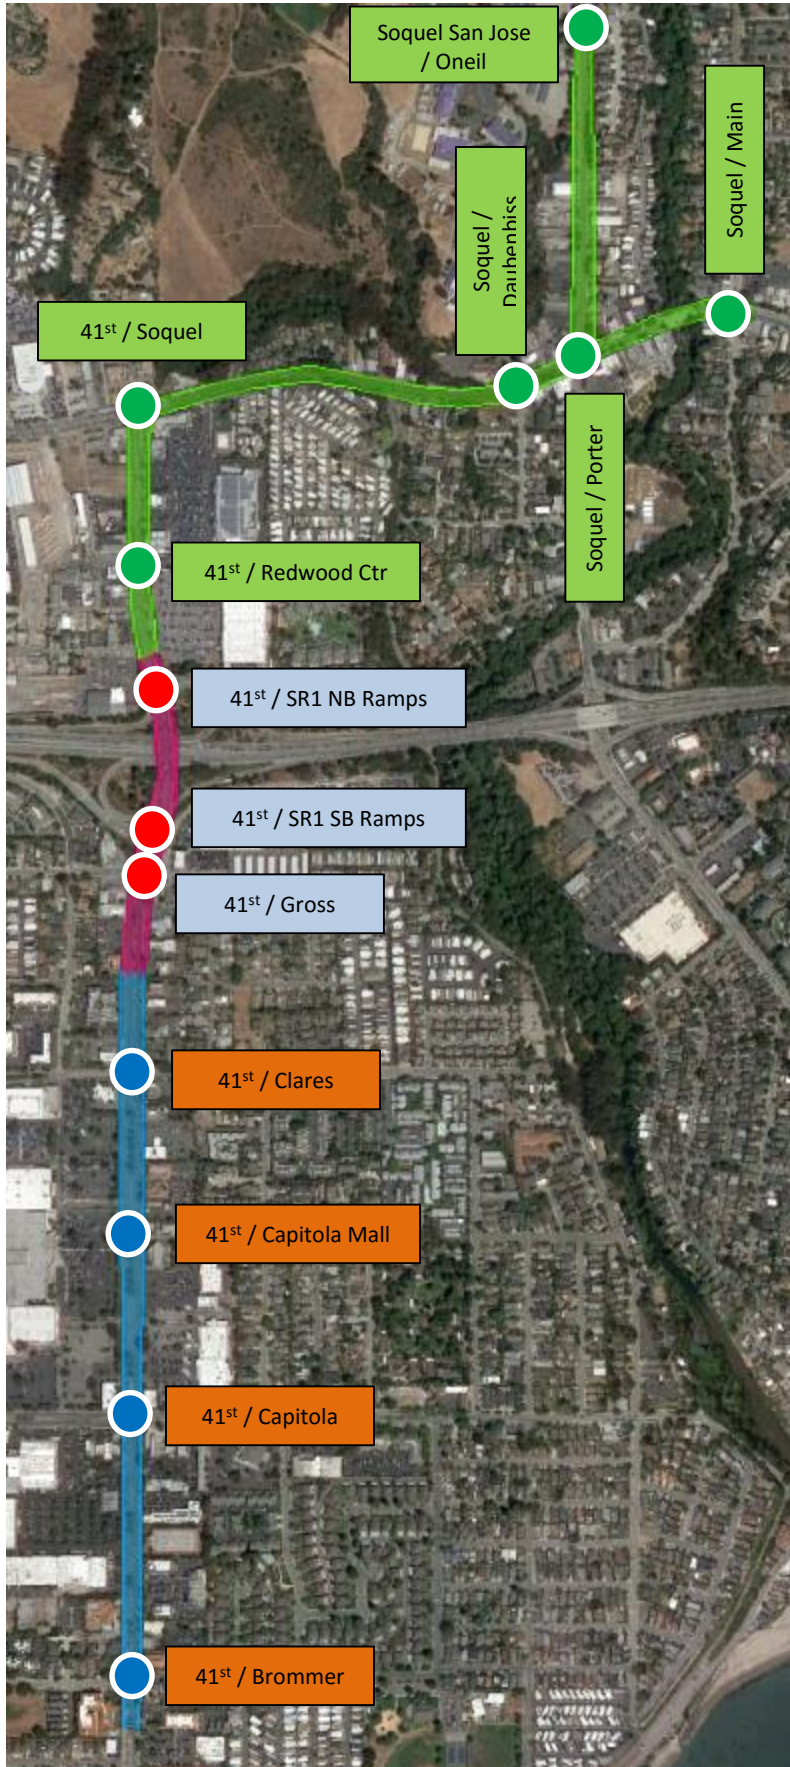 Soquel San Jose
/ Oneil
Soquel / Main
Soquel /
Daubenbiss
41st / Soquel
Soquel / Porter
41st / Redwood Ctr
41st / SR1 NB Ramps
41st / SR1 SB Ramps
41st / Gross
41st / Clares
41st / Capitola Mall
41st / Capitola
41st / Brommer